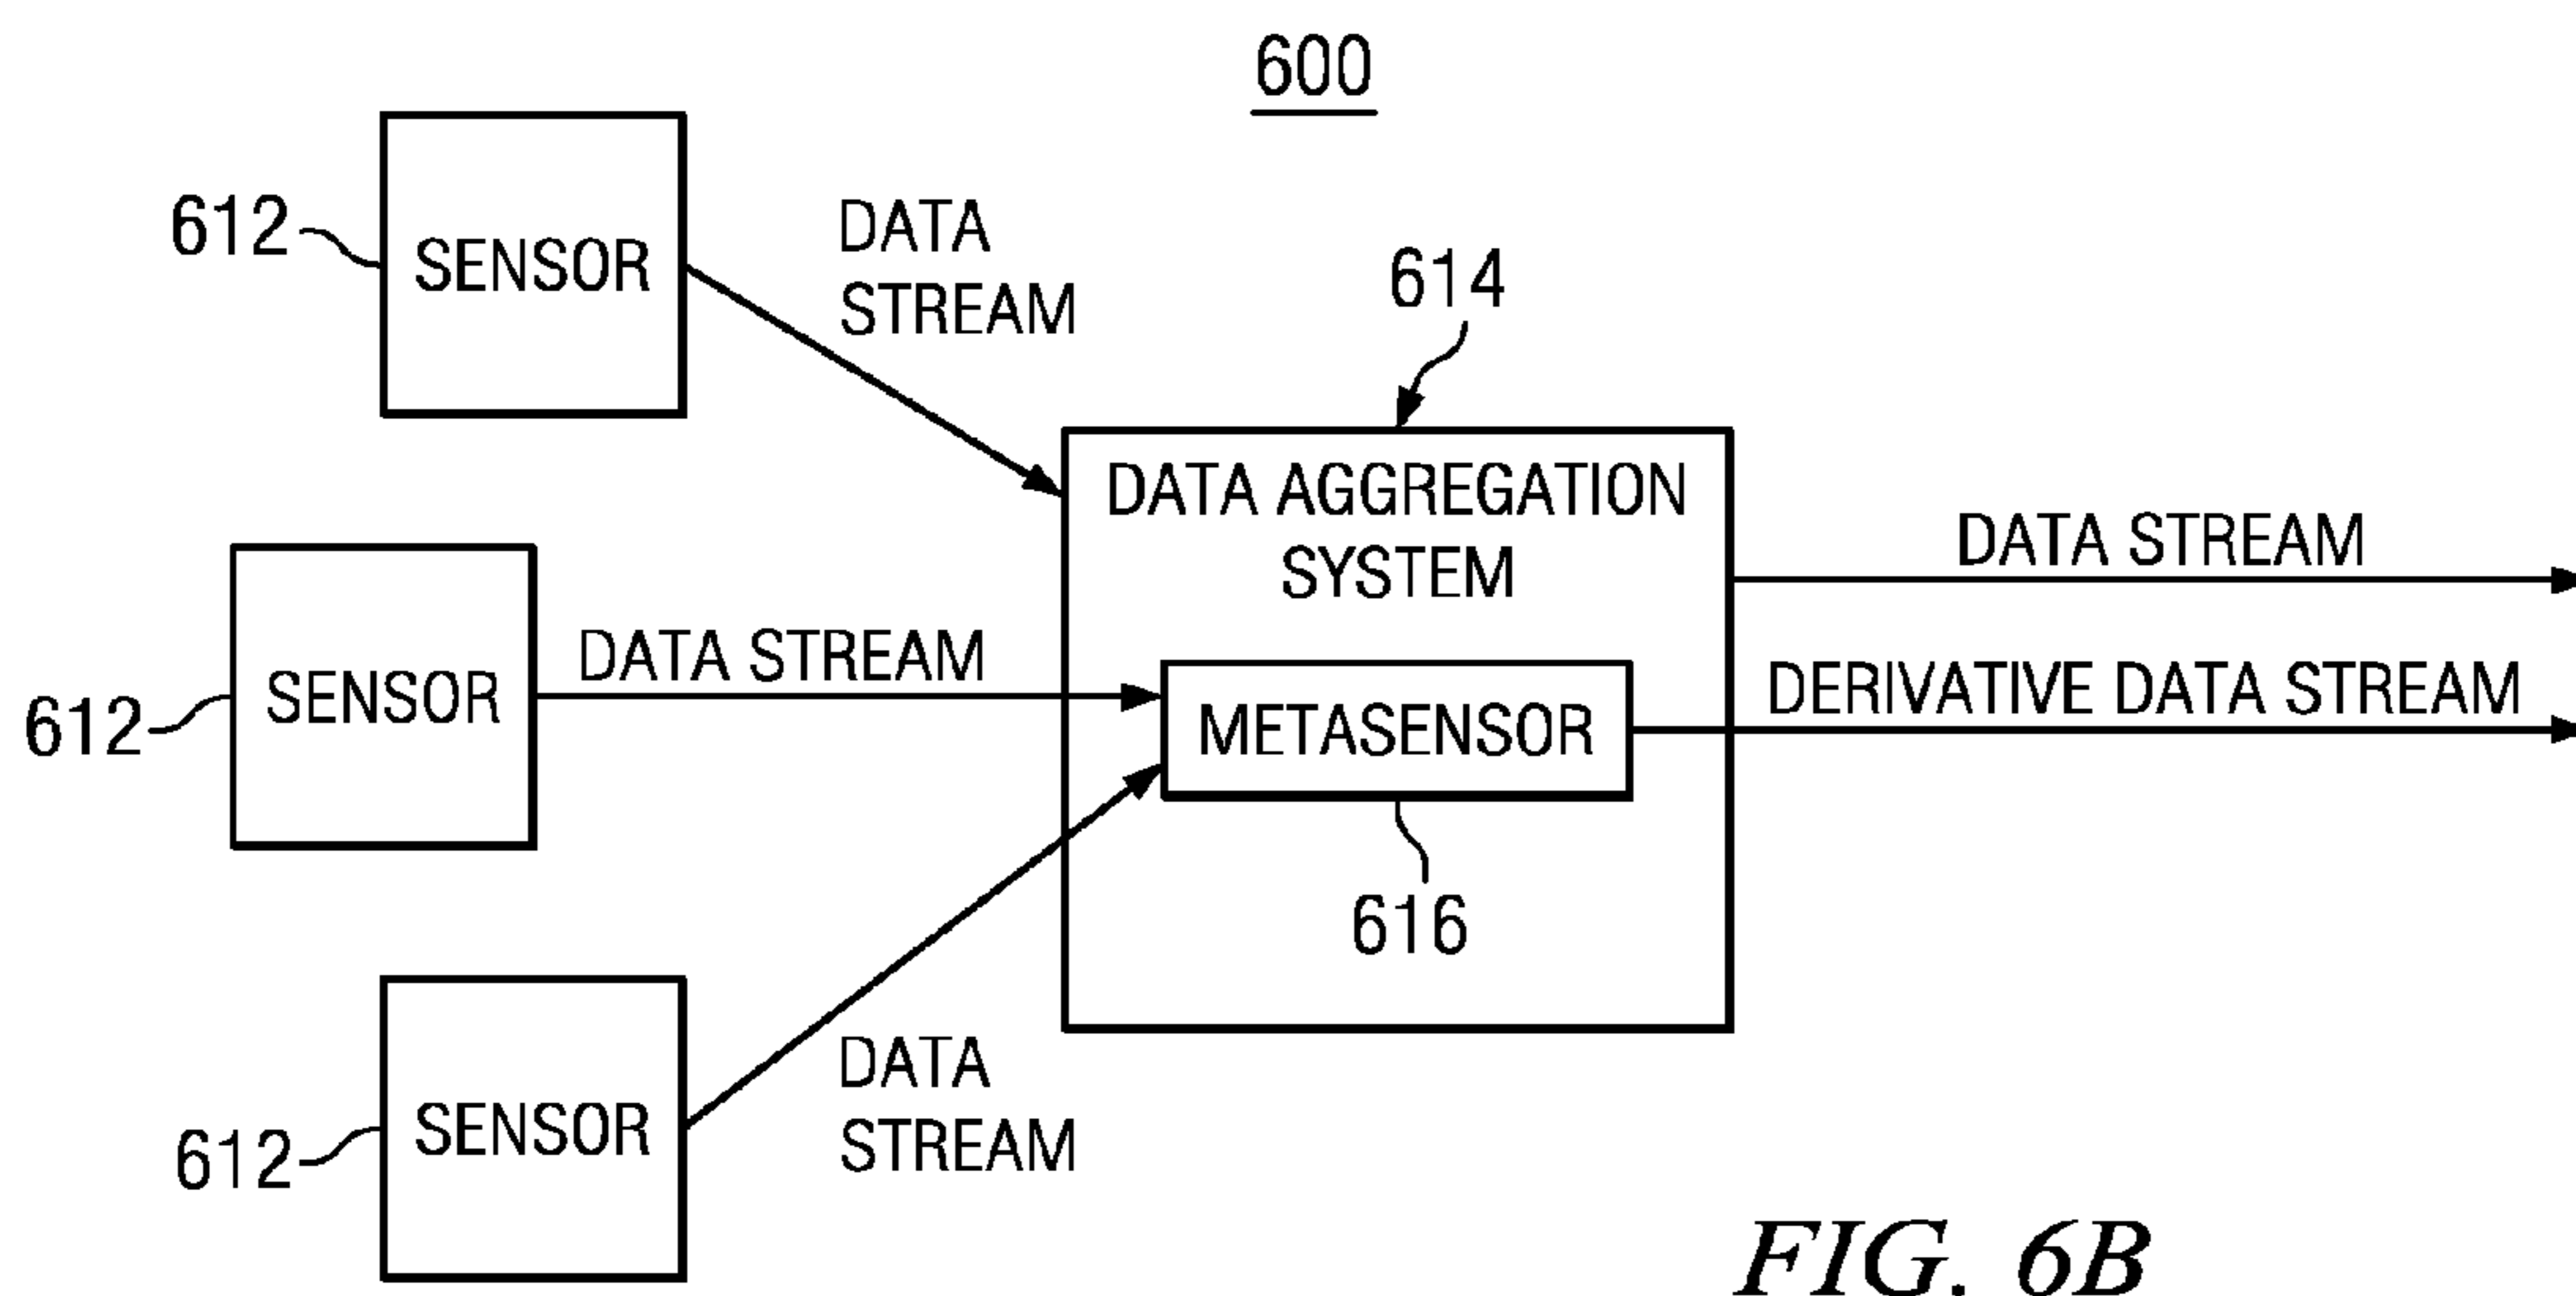 600
612
SENSOR
DATA
STREAM
614
DATA AGGREGATION
SYSTEM
DATA STREAM
612
SENSOR
DATA STREAM
METASENSOR
DERIVATIVE DATA STREAM
616
612
SENSOR
DATA
STREAM
FIG. 6B